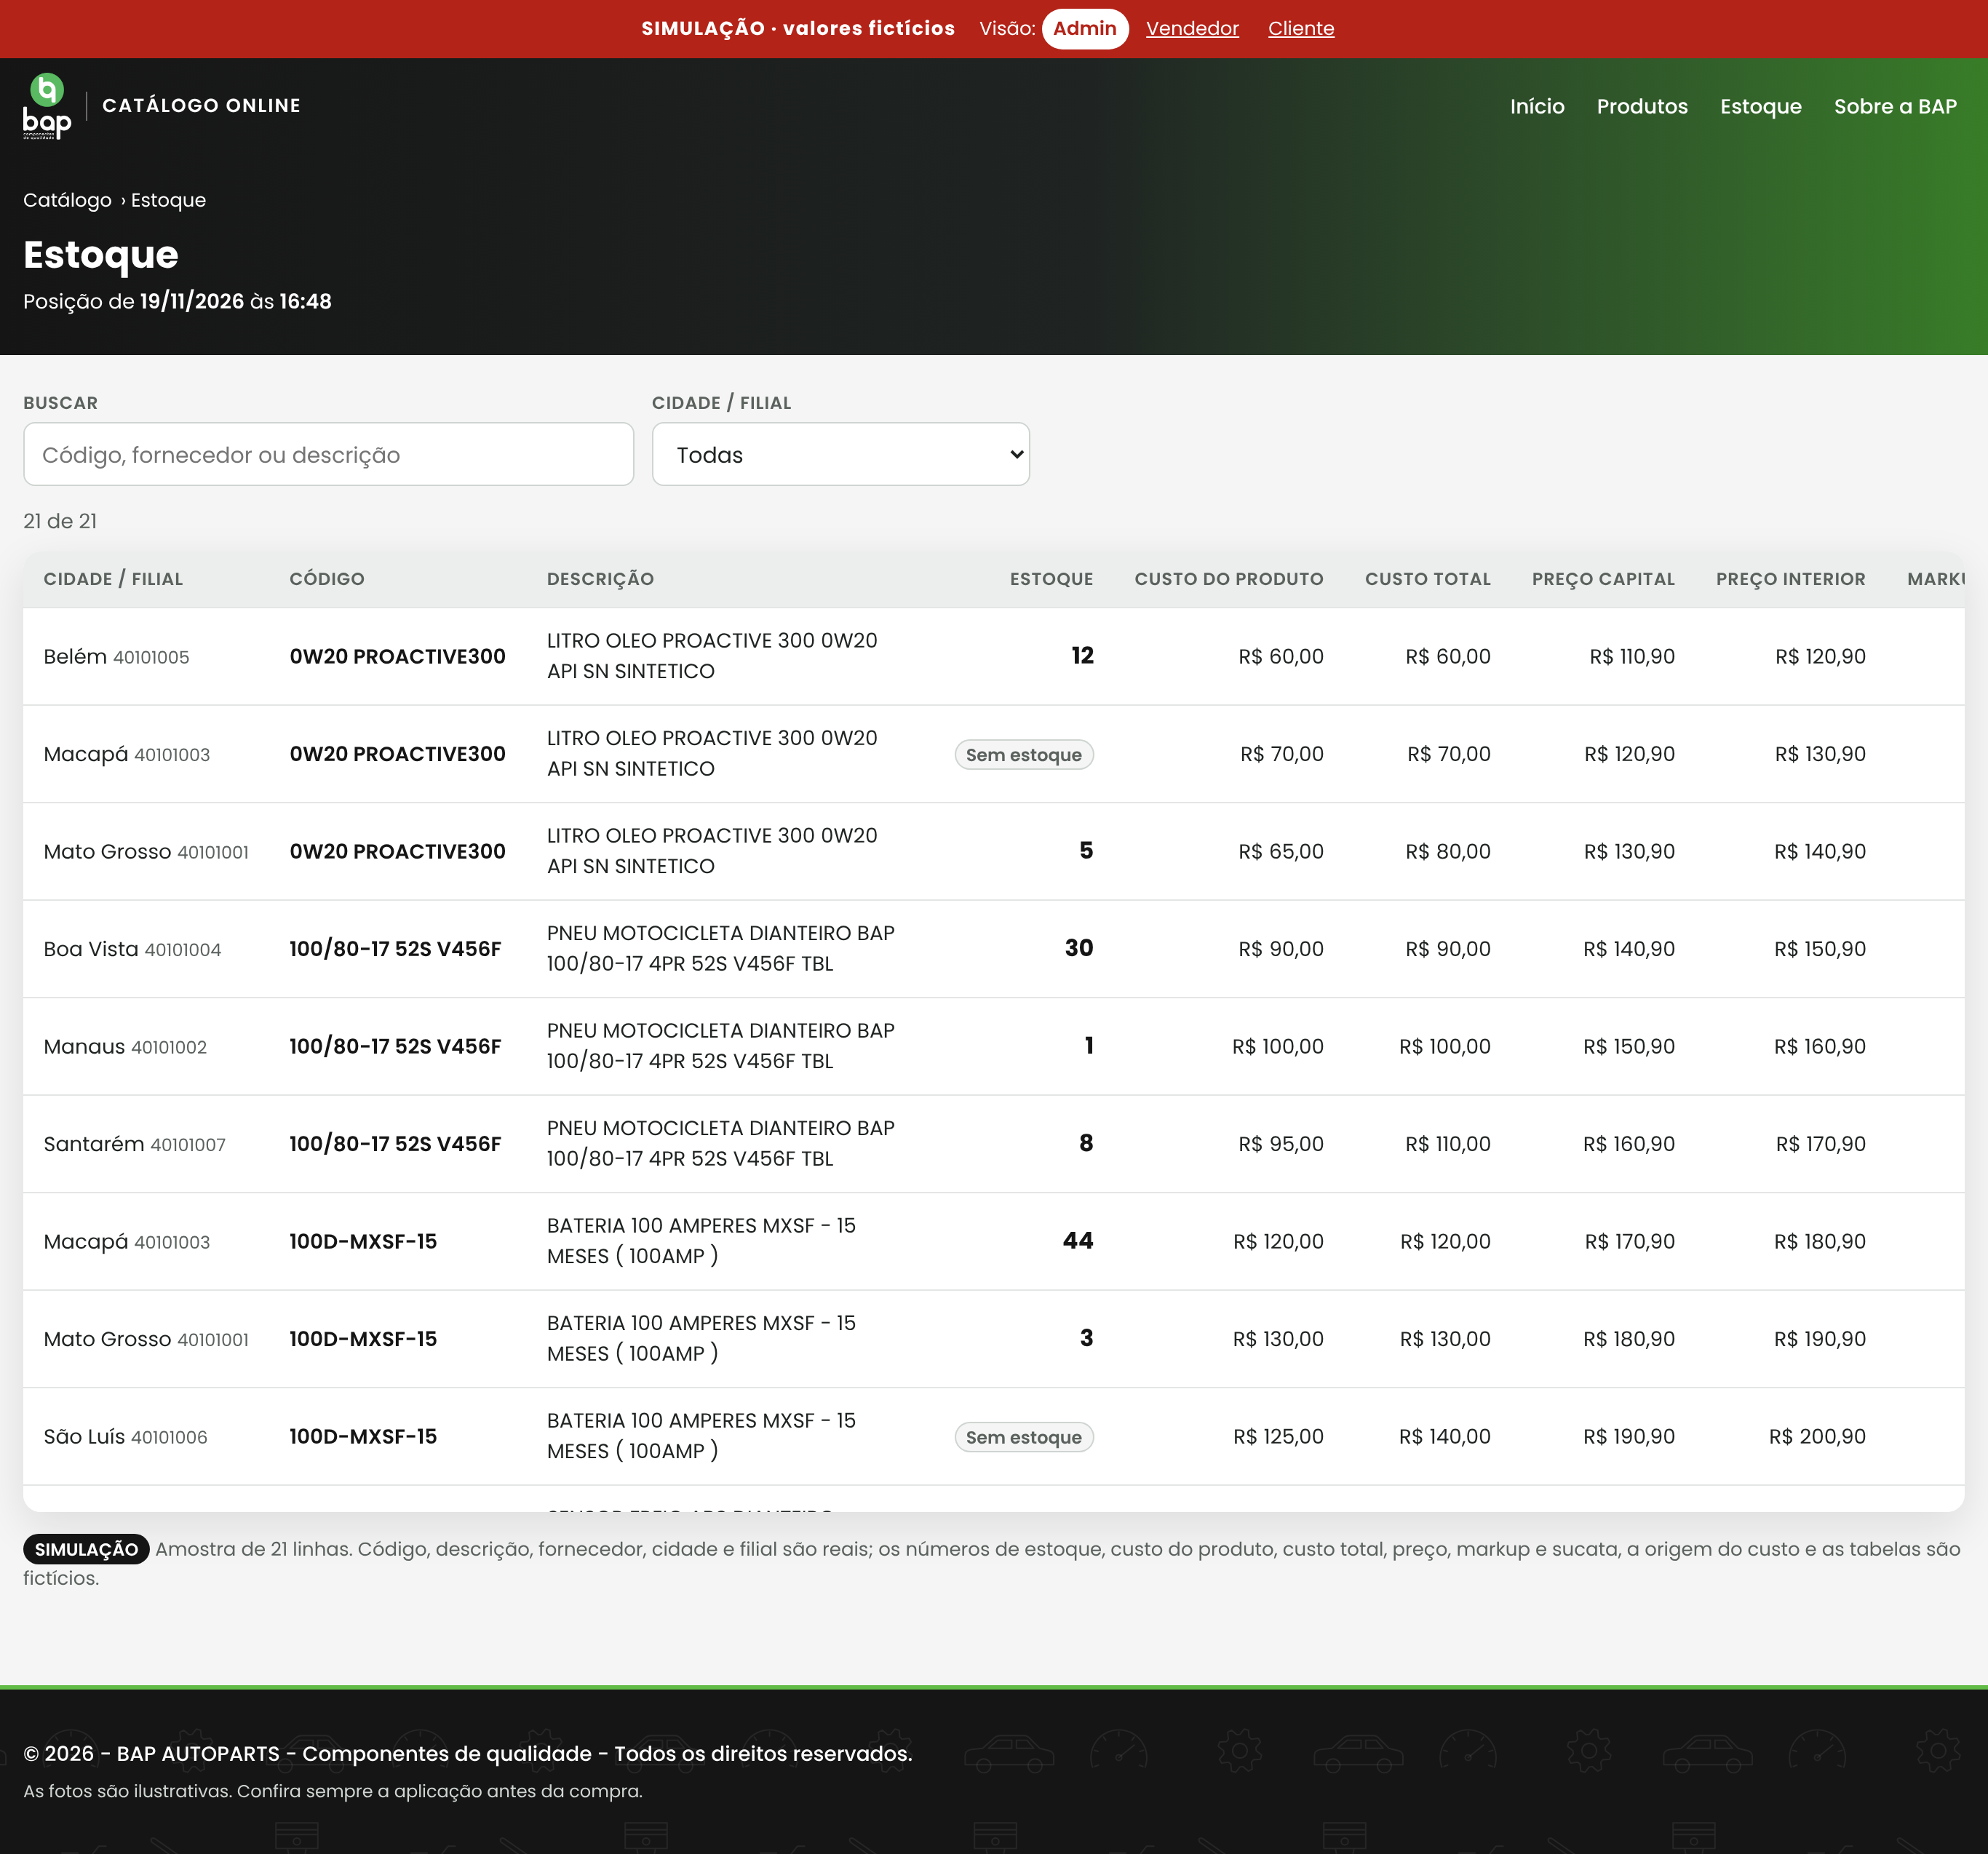 SIMULAÇÃO · valores fictícios Visão: Admin Vendedor Cliente
bap
CATÁLOGO ONLINE
Início Produtos Estoque Sobre a BAP
Catálogo › Estoque
Estoque
Posição de 19/11/2026 às 16:48
BUSCAR CIDADE / FILIAL
Código, fornecedor ou descrição Todas
21 de 21
CIDADE / FILIAL CÓDIGO DESCRIÇÃO ESTOQUE CUSTO DO PRODUTO CUSTO TOTAL PREÇO CAPITAL PREÇO INTERIOR
Belém 40101005 0W20 PROACTIVE300 LITRO OLEO PROACTIVE 300 0W20 12 R$ 60,00 R$ 60,00 R$ 110,90 R$ 120,90
API SN SINTETICO
Macapá 40101003 0W20 PROACTIVE300 LITRO OLEO PROACTIVE 300 0W20 Sem estoque R$ 70,00 R$ 70,00 R$ 120,90 R$ 130,90
API SN SINTETICO
Mato Grosso 40101001 0W20 PROACTIVE300 LITRO OLEO PROACTIVE 300 0W20 5 R$ 65,00 R$ 80,00 R$ 130,90 R$ 140,90
API SN SINTETICO
Boa Vista 40101004 100/80-17 52S V456F PNEU MOTOCICLETA DIANTEIRO BAP 30 R$ 90,00 R$ 90,00 R$ 140,90 R$ 150,90
100/80-17 4PR 52S V456F TBL
Manaus 40101002 100/80-17 52S V456F PNEU MOTOCICLETA DIANTEIRO BAP 1 R$ 100,00 R$ 100,00 R$ 150,90 R$ 160,90
100/80-17 4PR 52S V456F TBL
Santarém 40101007 100/80-17 52S V456F PNEU MOTOCICLETA DIANTEIRO BAP 8 R$ 95,00 R$ 110,00 R$ 160,90 R$ 170,90
100/80-17 4PR 52S V456F TBL
Macapá 40101003 100D-MXSF-15 BATERIA 100 AMPERES MXSF - 15 44 R$ 120,00 R$ 120,00 R$ 170,90 R$ 180,90
MESES ( 100AMP )
Mato Grosso 40101001 100D-MXSF-15 BATERIA 100 AMPERES MXSF - 15 3 R$ 130,00 R$ 130,00 R$ 180,90 R$ 190,90
MESES ( 100AMP )
São Luís 40101006 100D-MXSF-15 BATERIA 100 AMPERES MXSF - 15 Sem estoque R$ 125,00 R$ 140,00 R$ 190,90 R$ 200,90
MESES ( 100AMP )
SIMULAÇÃO Amostra de 21 linhas. Código, descrição, fornecedor, cidade e filial são reais; os números de estoque, custo do produto, custo total, preço, markup e sucata, a origem do custo e as tabelas são
fictícios.
© 2026 - BAP AUTOPARTS - Componentes de qualidade - Todos os direitos reservados.
As fotos são ilustrativas. Confira sempre a aplicação antes da compra.